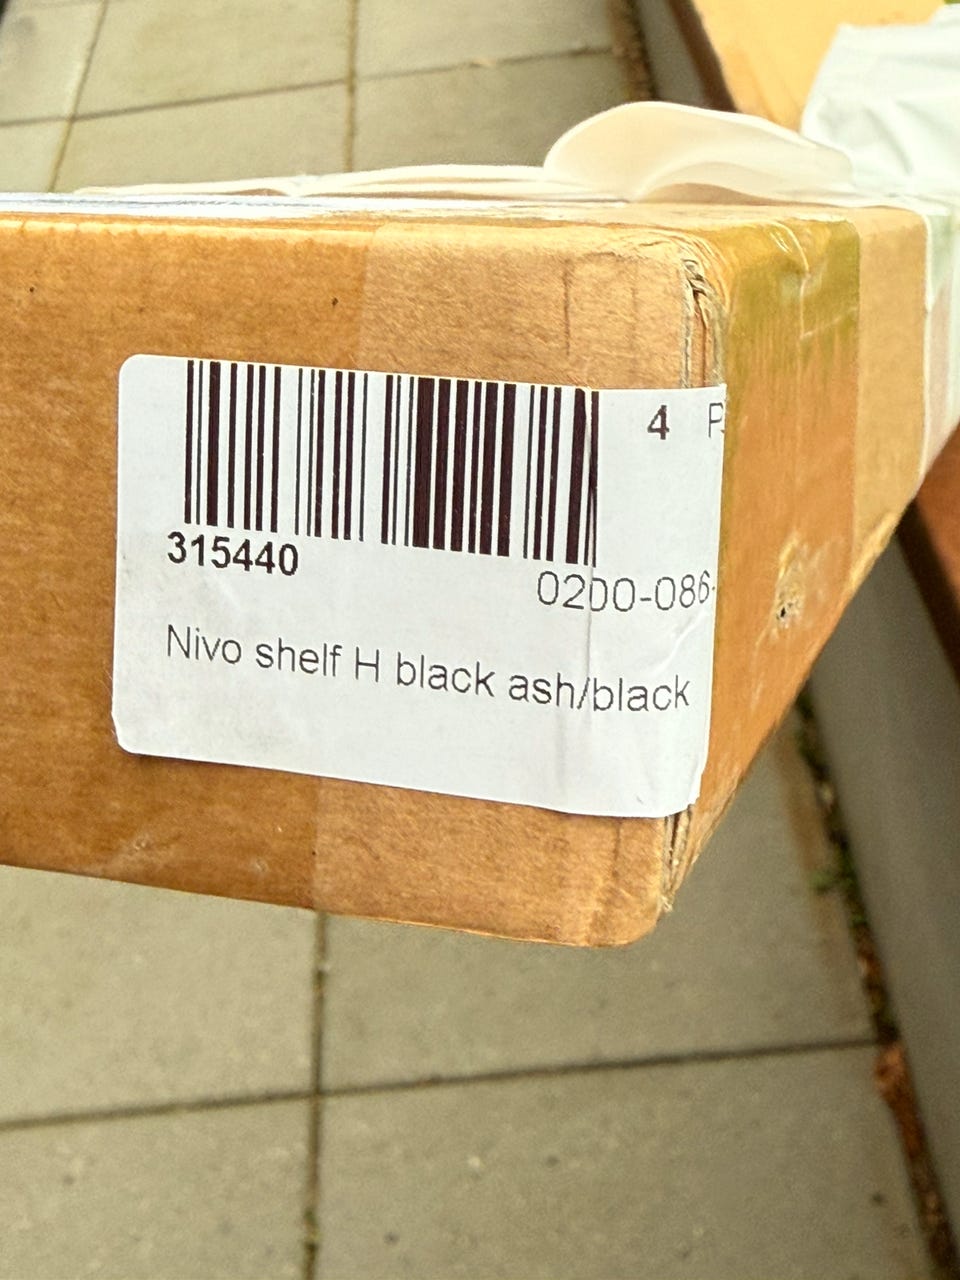 4
315440
0200-086-
Nivo shelf H black ash/black